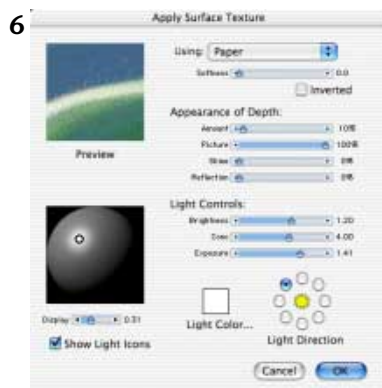 6
Apply Surface Texture
Using: Paper
Softness 0.0
Inverted
Appearance of Depth:
Amount 10%
Picture 100%
Shine 0%
Reflection 0%
Preview
Light Controls:
Brightness 1.20
Conc 4.00
Exposure 1.41
Display 0.31
Show Light Icons
Light Color...
Light Direction
Cancel
OK